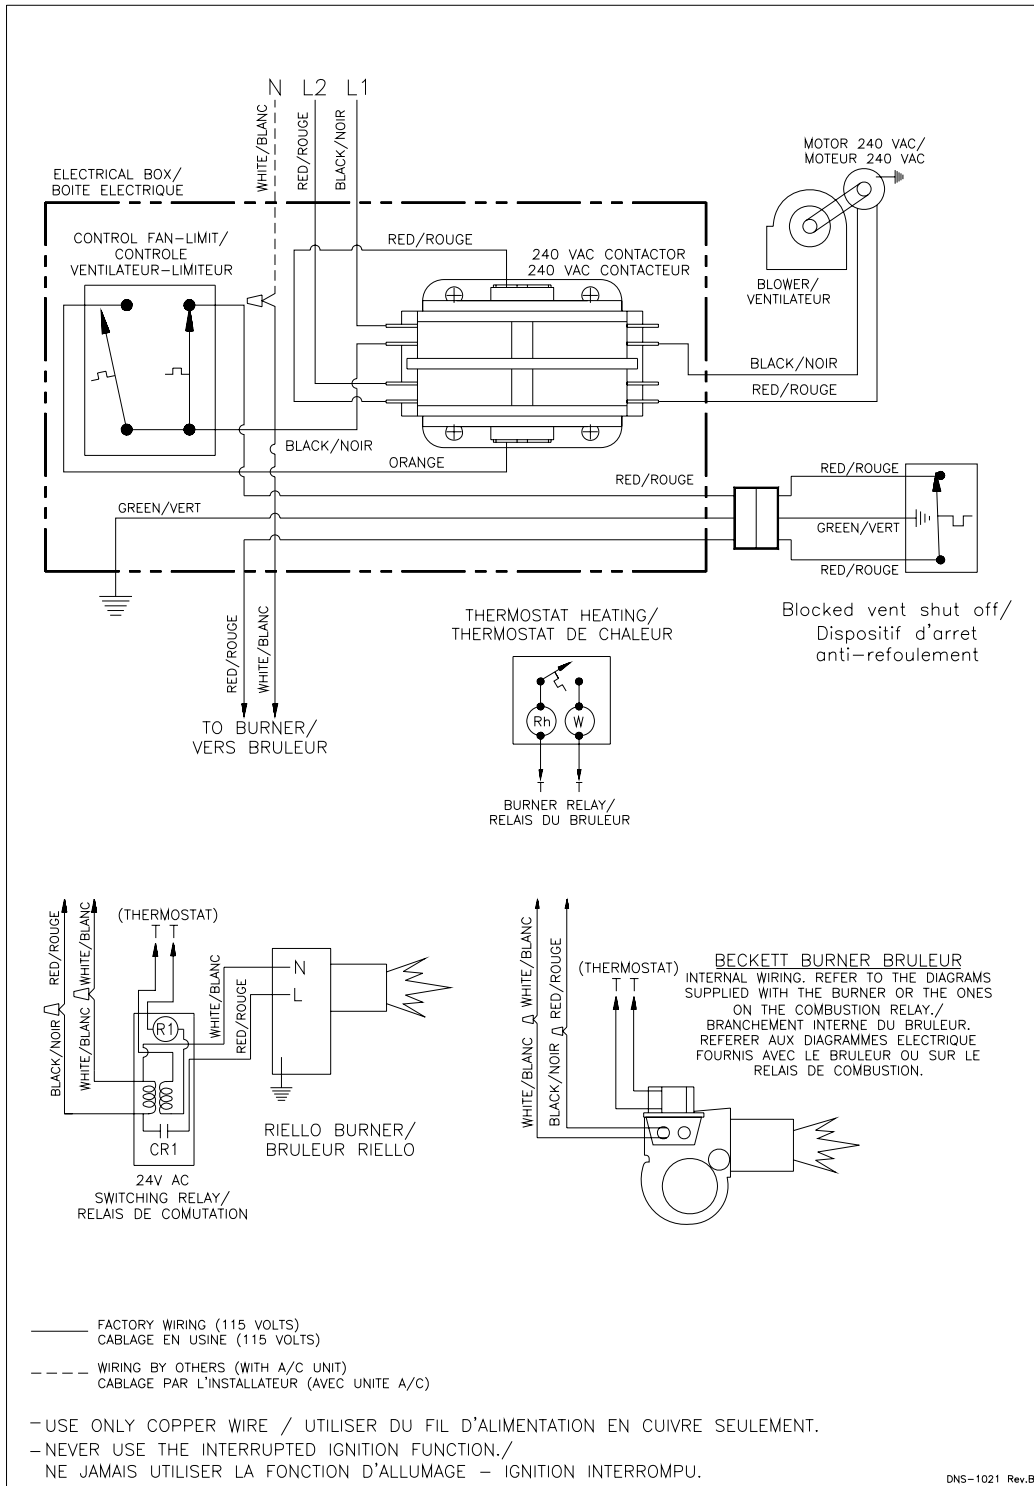 N L2 L1
WHITE/BLANC
RED/ROUGE
BLACK/NOIR
MOTOR 240 VAC/
MOTEUR 240 VAC
ELECTRICAL BOX/
BOITE ELECTRIQUE
CONTROL FAN-LIMIT/
CONTROLE
VENTILATEUR-LIMITEUR
RED/ROUGE
240 VAC CONTACTOR
240 VAC CONTACTEUR
BLOWER/
VENTILATEUR
BLACK/NOIR
RED/ROUGE
BLACK/NOIR
ORANGE
RED/ROUGE
RED/ROUGE
GREEN/VERT
GREEN/VERT
RED/ROUGE
Blocked vent shut off/
Dispositif d'arret
anti-refoulement
RED/ROUGE
WHITE/BLANC
TO BURNER/
VERS BRULEUR
THERMOSTAT HEATING/
THERMOSTAT DE CHALEUR
Rh W
T T
BURNER RELAY/
RELAIS DU BRULEUR
BLACK/NOIR RED/ROUGE
WHITE/BLANC WHITE/BLANC
(THERMOSTAT)
T T
R1
CR1
24V AC
SWITCHING RELAY/
RELAIS DE COMUTATION
WHITE/BLANC
RED/ROUGE
N
L
RIELLO BURNER/
BRULEUR RIELLO
WHITE/BLANC WHITE/BLANC
BLACK/NOIR RED/ROUGE
(THERMOSTAT)
T T
BECKETT BURNER BRULEUR
INTERNAL WIRING. REFER TO THE DIAGRAMS
SUPPLIED WITH THE BURNER OR THE ONES
ON THE COMBUSTION RELAY./
BRANCHEMENT INTERNE DU BRULEUR.
REFERER AUX DIAGRAMMES ELECTRIQUE
FOURNIS AVEC LE BRULEUR OU SUR LE
RELAIS DE COMBUSTION.
FACTORY WIRING (115 VOLTS)
CABLAGE EN USINE (115 VOLTS)
WIRING BY OTHERS (WITH A/C UNIT)
CABLAGE PAR L'INSTALLATEUR (AVEC UNITE A/C)
- USE ONLY COPPER WIRE / UTILISER DU FIL D'ALIMENTATION EN CUIVRE SEULEMENT.
- NEVER USE THE INTERRUPTED IGNITION FUNCTION./
NE JAMAIS UTILISER LA FONCTION D'ALLUMAGE - IGNITION INTERROMPU.
DNS-1021 Rev.B